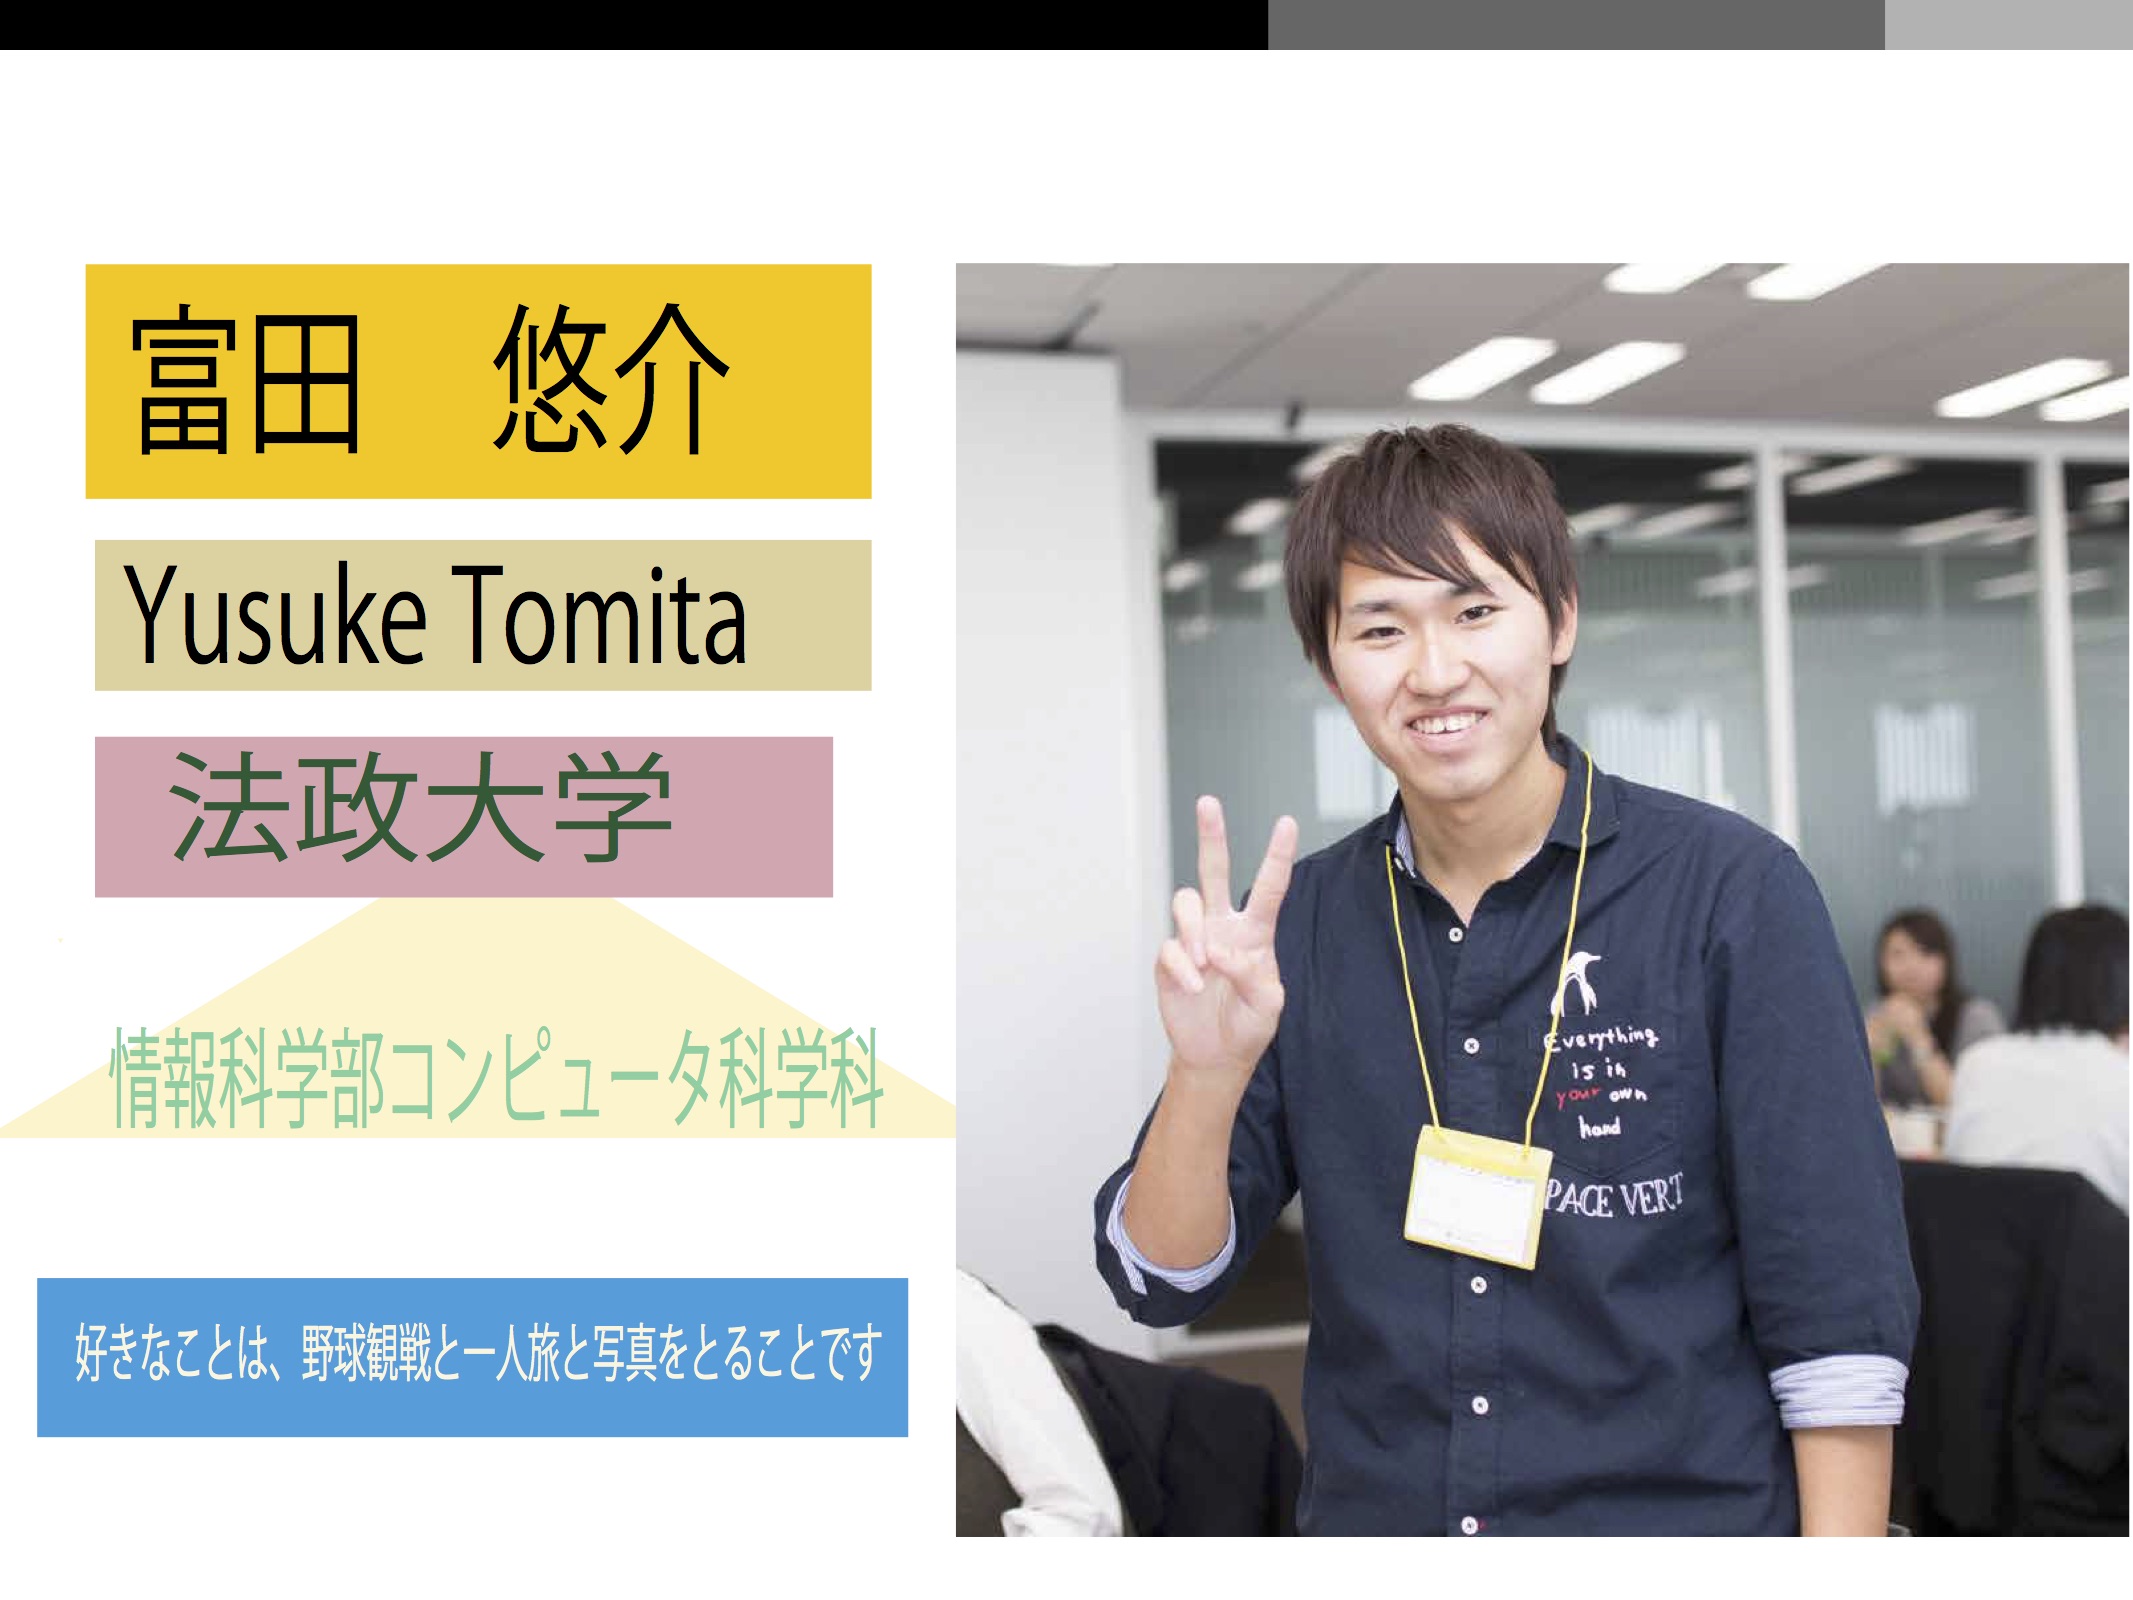 富田　悠介
Yusuke Tomita
法政大学
情報科学部コンピュータ科学科
好きなことは、野球観戦と一人旅と写真をとることです
Everything
is in
your own
hand
PACE VERT